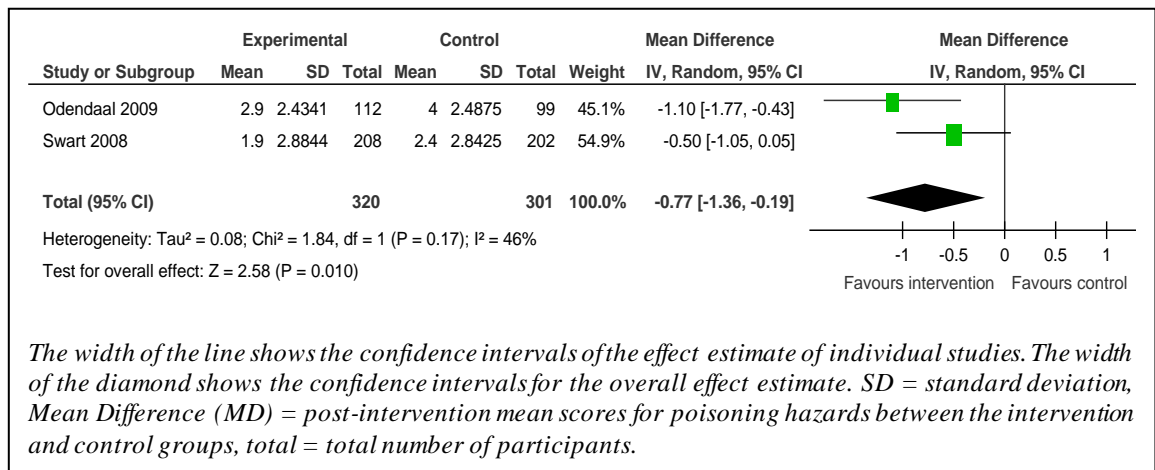 Experimental Control Mean Difference Mean Difference
Study or Subgroup Mean SD Total Mean SD Total Weight IV, Random, 95% CI IV, Random, 95% CI
Odendaal 2009 2.9 2.4341 112 4 2.4875 99 45.1% -1.10 [-1.77, -0.43]
Swart 2008 1.9 2.8844 208 2.4 2.8425 202 54.9% -0.50 [-1.05, 0.05]
Total (95% CI) 320 301 100.0% -0.77 [-1.36, -0.19]
Heterogeneity: Tau² = 0.08; Chi² = 1.84, df = 1 (P = 0.17); I² = 46%
Test for overall effect: Z = 2.58 (P = 0.010)
-1 -0.5 0 0.5 1
Favours intervention Favours control
The width of the line shows the confidence intervals of the effect estimate of individual studies. The width
of the diamond shows the confidence intervals for the overall effect estimate. SD = standard deviation,
Mean Difference (MD) = post-intervention mean scores for poisoning hazards between the intervention
and control groups, total = total number of participants.